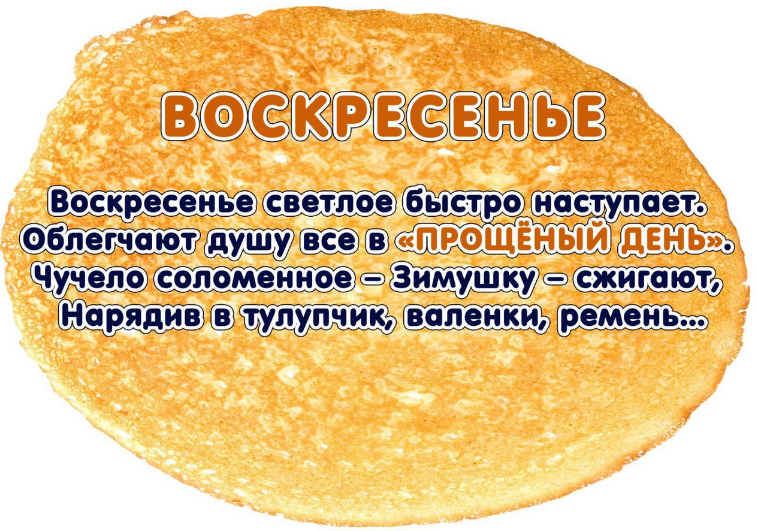 ВОСКРЕСЕНЬЕ
Воскресенье светлое быстро наступает.
Облегчают душу все в «ПРОЩЁНЫЙ ДЕНЬ».
Чучело соломенное – Зимушку – сжигают,
Нарядив в тулупчик, валенки, ремень...